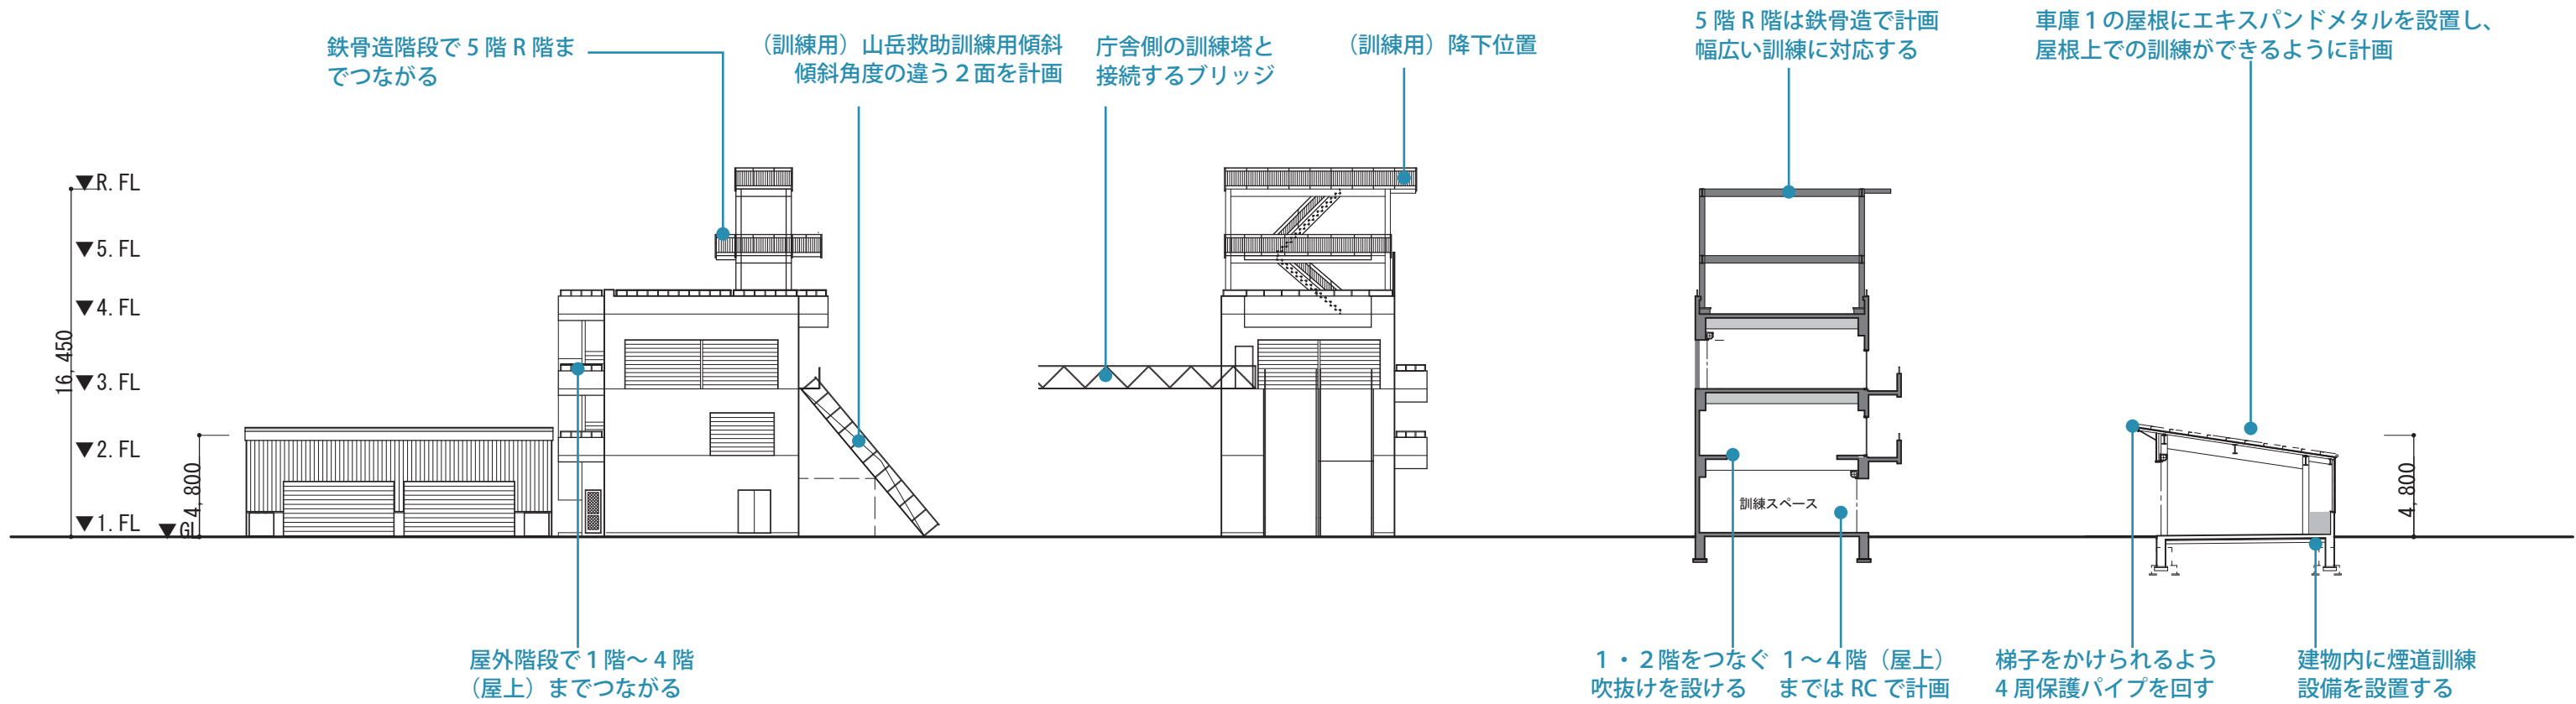 鉄骨造階段で 5 階 R 階ま
でつながる
（訓練用）山岳救助訓練用傾斜
傾斜角度の違う２面を計画
庁舎側の訓練塔と
接続するブリッジ
（訓練用）降下位置
5 階 R 階は鉄骨造で計画
幅広い訓練に対応する
車庫１の屋根にエキスパンドメタルを設置し、
屋根上での訓練ができるように計画
▼R. FL
▼5. FL
▼4. FL
▼3. FL
▼2. FL
▼1. FL
16, 450
4, 800
▼GL
訓練スペース
4, 800
屋外階段で１階～４階
（屋上）までつながる
１・２階をつなぐ
吹抜けを設ける
１～４階（屋上）
までは RC で計画
梯子をかけられるよう
4 周保護パイプを回す
建物内に煙道訓練
設備を設置する